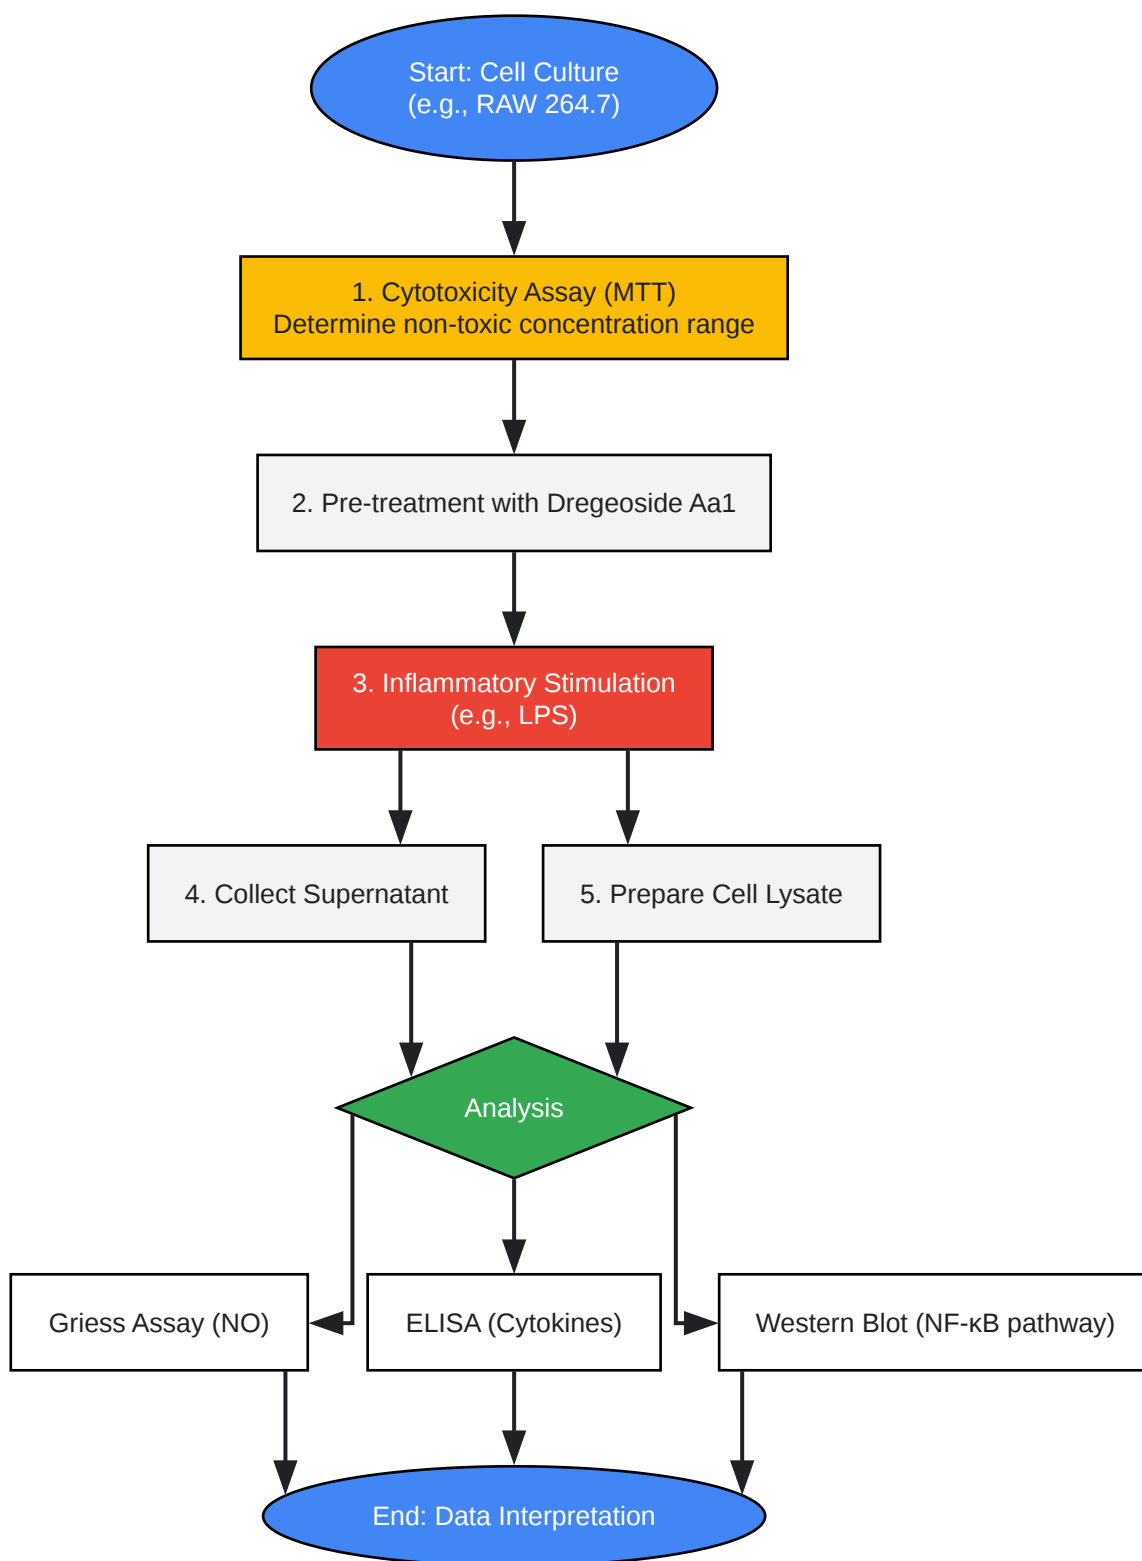 Start: Cell Culture
(e.g., RAW 264.7)
1. Cytotoxicity Assay (MTT)
Determine non-toxic concentration range
2. Pre-treatment with Dregeoside Aa1
3. Inflammatory Stimulation
(e.g., LPS)
4. Collect Supernatant
5. Prepare Cell Lysate
Analysis
Griess Assay (NO)
ELISA (Cytokines)
Western Blot (NF-κB pathway)
End: Data Interpretation